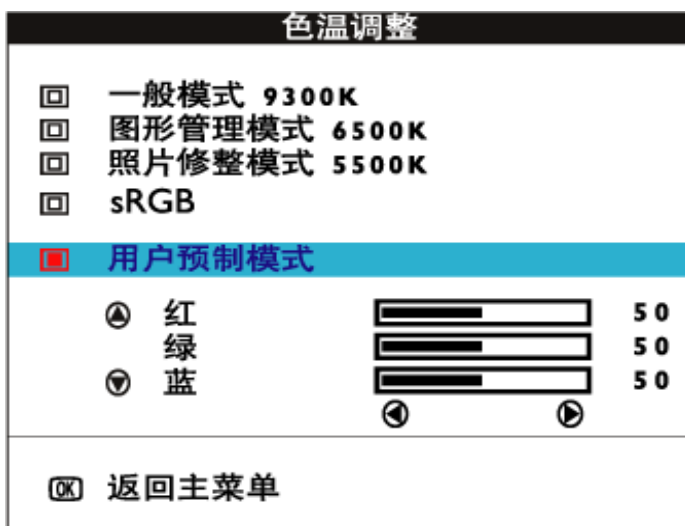 色温调整
一般模式 9300K
图形管理模式 6500K
照片修整模式 5500K
sRGB
用户预制模式
红 50
绿 50
蓝 50
OK 返回主菜单